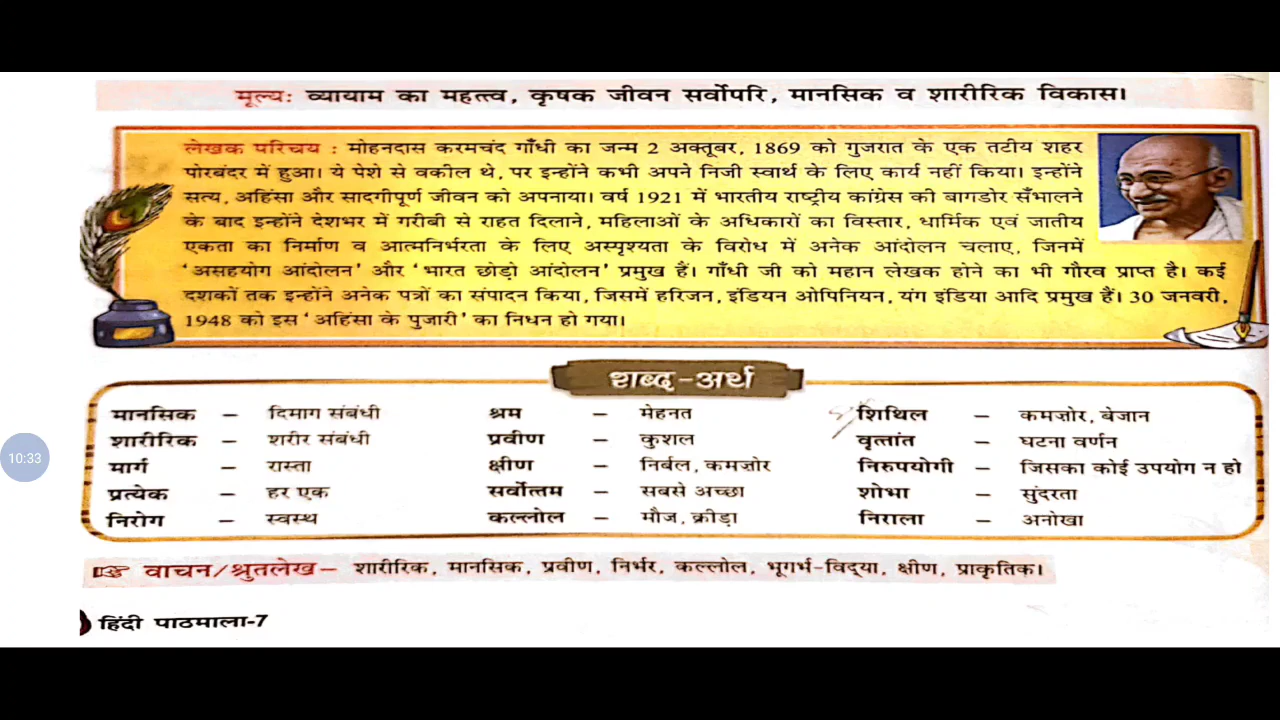 मूल्य: व्यायाम का महत्त्व, कृषक जीवन सर्वोपरि, मानसिक व शारीरिक विकास।
लेखक परिचय : मोहनदास करमचंद गाँधी का जन्म 2 अक्तूबर, 1869 को गुजरात के एक तटीय शहर
पोरबंदर में हुआ। ये पेशे से वकील थे, पर इन्होंने कभी अपने निजी स्वार्थ के लिए कार्य नहीं किया। इन्होंने
सत्य, अहिंसा और सादगीपूर्ण जीवन को अपनाया। वर्ष 1921 में भारतीय राष्ट्रीय कांग्रेस की बागडोर सँभालने
के बाद इन्होंने देशभर में गरीबी से राहत दिलाने, महिलाओं के अधिकारों का विस्तार, धार्मिक एवं जातीय
एकता का निर्माण व आत्मनिर्भरता के लिए अस्पृश्यता के विरोध में अनेक आंदोलन चलाए, जिनमें
'असहयोग आंदोलन' और 'भारत छोड़ो आंदोलन' प्रमुख हैं। गाँधी जी को महान लेखक होने का भी गौरव प्राप्त है। कई
दशकों तक इन्होंने अनेक पत्रों का संपादन किया, जिसमें हरिजन, इंडियन ओपिनियन, यंग इंडिया आदि प्रमुख हैं। 30 जनवरी,
1948 को इस 'अहिंसा के पुजारी' का निधन हो गया।
शब्द-अर्थ
मानसिक – दिमाग संबंधी श्रम – मेहनत शिथिल – कमज़ोर, बेजान
शारीरिक – शरीर संबंधी प्रवीण – कुशल वृत्तांत – घटना वर्णन
मार्ग – रास्ता क्षीण – निर्बल, कमज़ोर निरुपयोगी – जिसका कोई उपयोग न हो
प्रत्येक – हर एक सर्वोत्तम – सबसे अच्छा शोभा – सुंदरता
निरोग – स्वस्थ कल्लोल – मौज, क्रीड़ा निराला – अनोखा
वाचन/श्रुतलेख– शारीरिक, मानसिक, प्रवीण, निर्भर, कल्लोल, भूगर्भ-विद्‌या, क्षीण, प्राकृतिक।
हिंदी पाठमाला-7
10:33